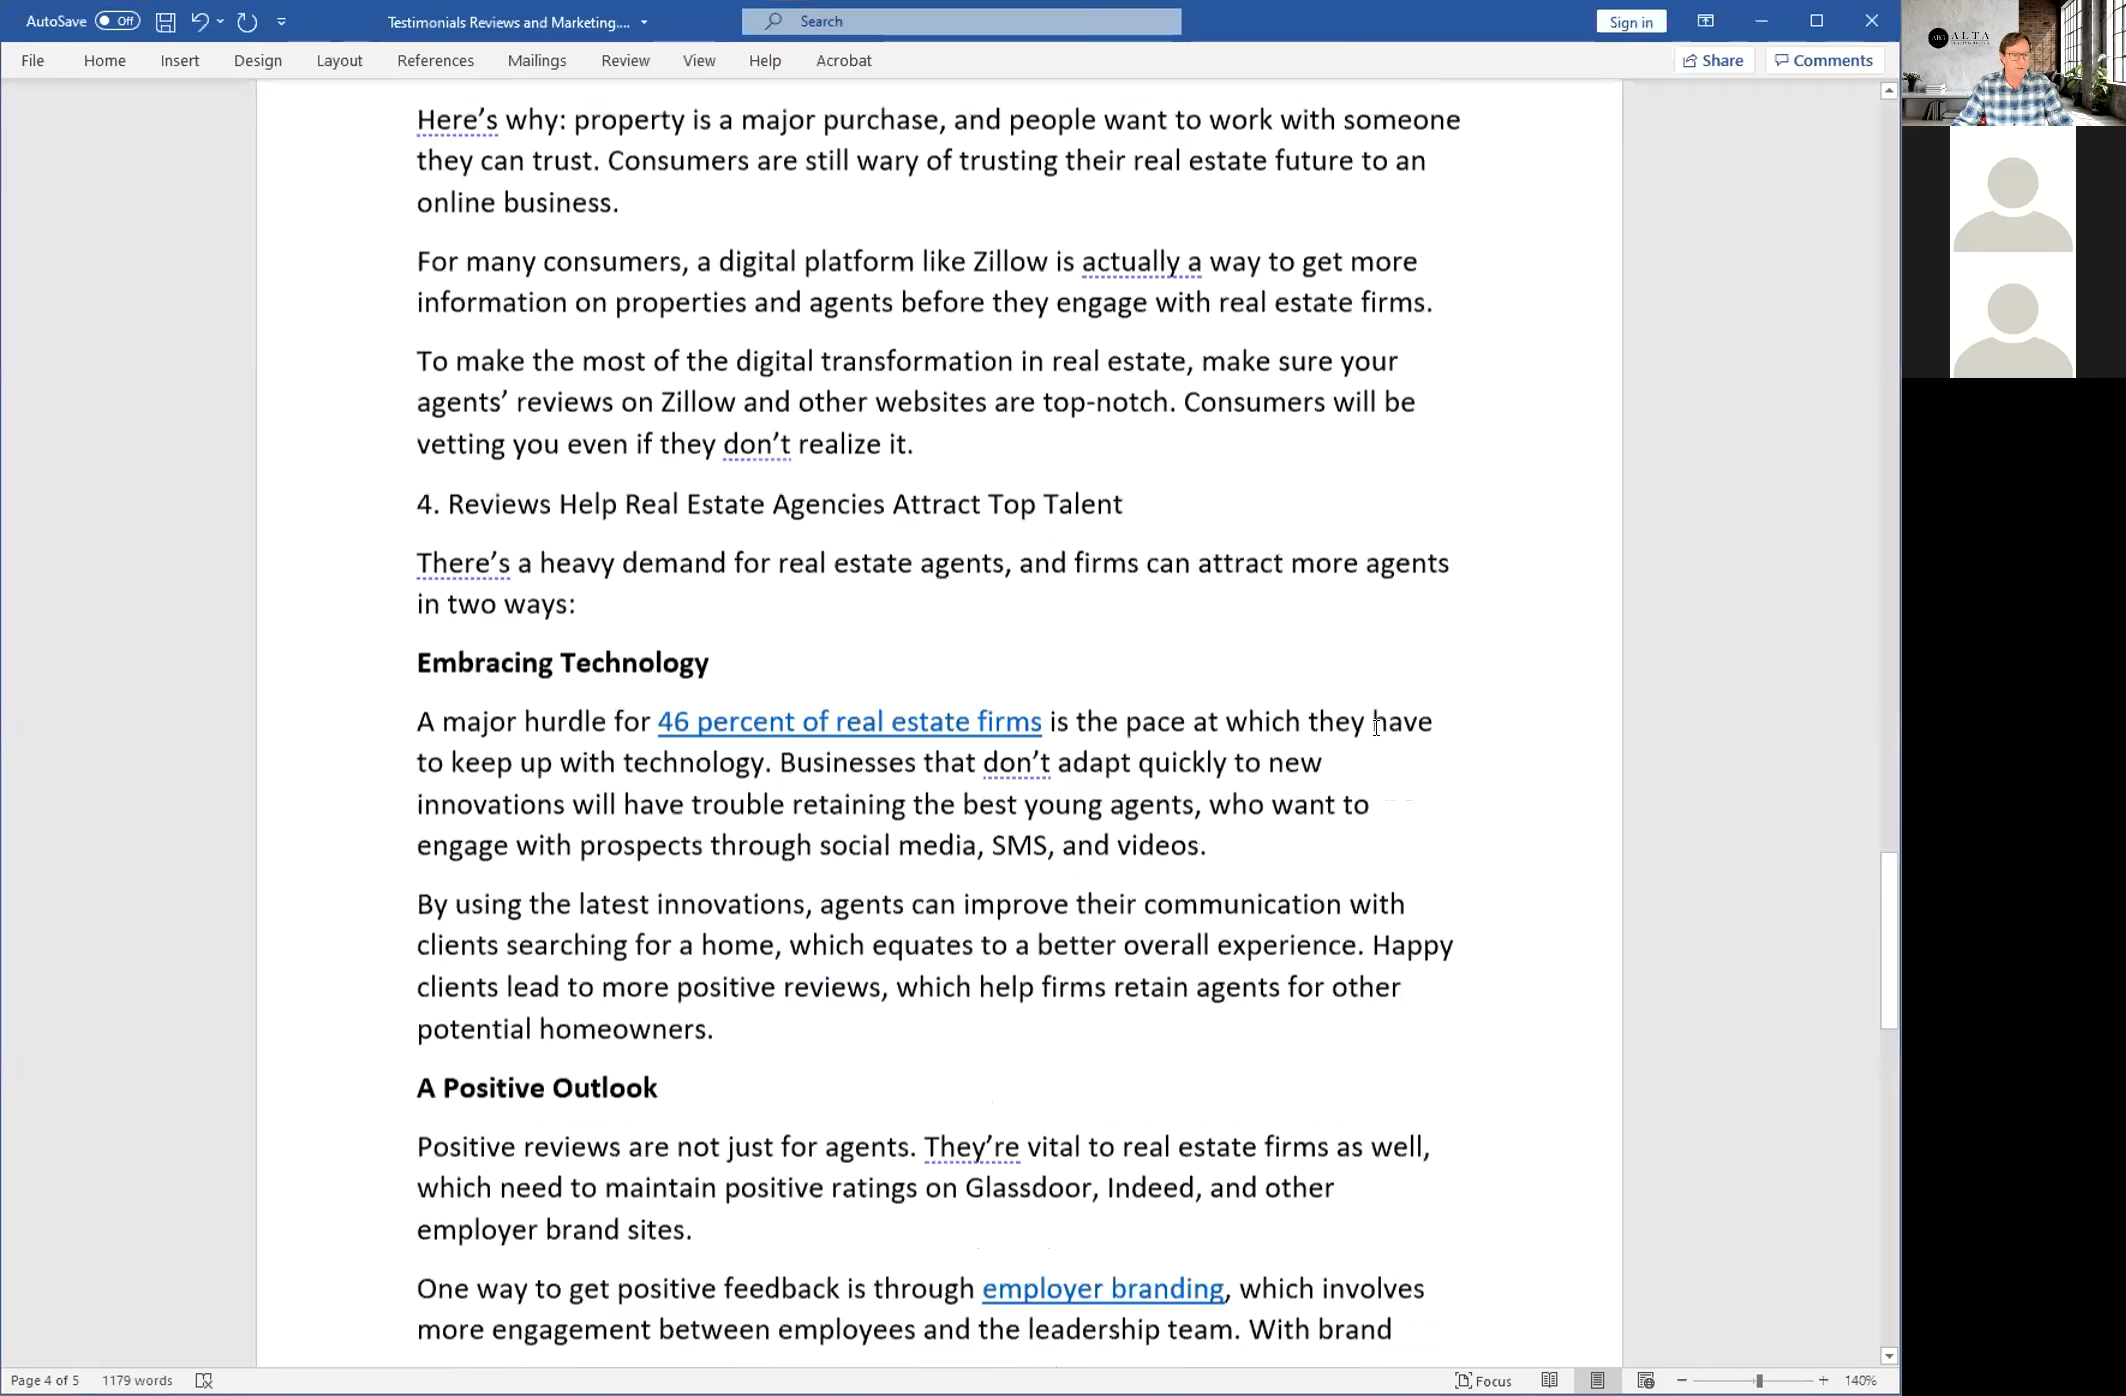 AutoSave Off Testimonials Reviews and Marketing.... Search Sign in
File Home Insert Design Layout References Mailings Review View Help Acrobat Share Comments
ALTA
Here’s why: property is a major purchase, and people want to work with someone
they can trust. Consumers are still wary of trusting their real estate future to an
online business.
For many consumers, a digital platform like Zillow is actually a way to get more
information on properties and agents before they engage with real estate firms.
To make the most of the digital transformation in real estate, make sure your
agents’ reviews on Zillow and other websites are top-notch. Consumers will be
vetting you even if they don’t realize it.
4. Reviews Help Real Estate Agencies Attract Top Talent
There’s a heavy demand for real estate agents, and firms can attract more agents
in two ways:
Embracing Technology
A major hurdle for 46 percent of real estate firms is the pace at which they have
to keep up with technology. Businesses that don’t adapt quickly to new
innovations will have trouble retaining the best young agents, who want to
engage with prospects through social media, SMS, and videos.
By using the latest innovations, agents can improve their communication with
clients searching for a home, which equates to a better overall experience. Happy
clients lead to more positive reviews, which help firms retain agents for other
potential homeowners.
A Positive Outlook
Positive reviews are not just for agents. They’re vital to real estate firms as well,
which need to maintain positive ratings on Glassdoor, Indeed, and other
employer brand sites.
One way to get positive feedback is through employer branding, which involves
more engagement between employees and the leadership team. With brand
Page 4 of 5 1179 words Focus 140%